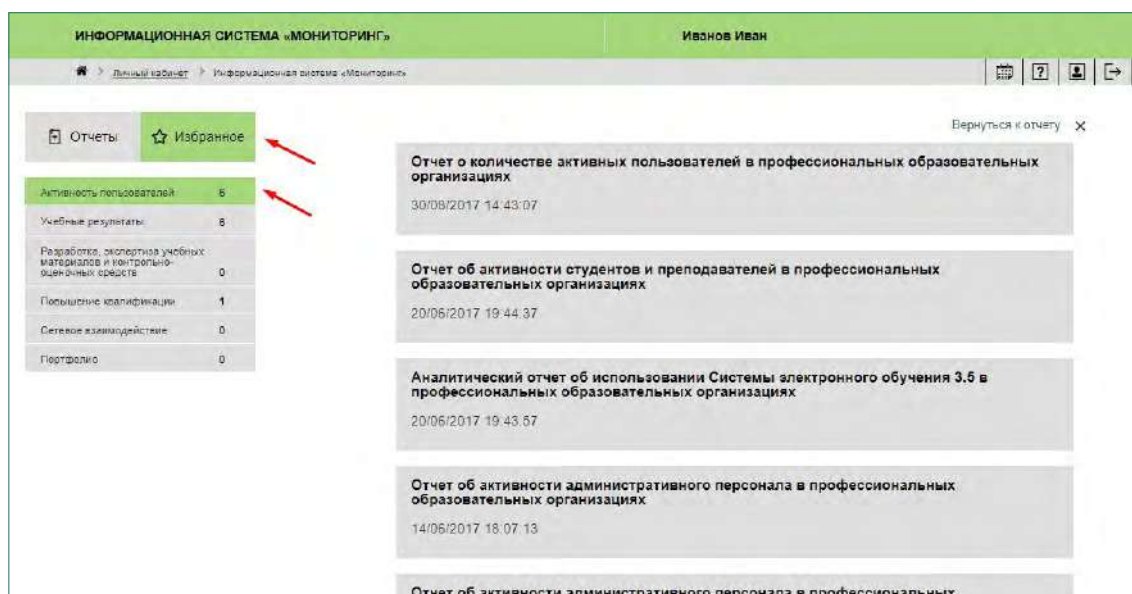 ИНФОРМАЦИОННАЯ СИСТЕМА «МОНИТОРИНГ»
Иванов Иван
Личный кабинет > Информационная система «Мониторинг»
Отчеты
Избранное
Вернуться к отчету X
Активность пользователей 6
Учебные результаты 6
Разработка, экспертиза учебных
материалов и контрольно-
оценочных средств 0
Повышение квалификации 1
Сетевое взаимодействие 0
Портфолио 0
Отчет о количестве активных пользователей в профессиональных образовательных
организациях
30/08/2017 14:43:07
Отчет об активности студентов и преподавателей в профессиональных
образовательных организациях
20/06/2017 19:44:37
Аналитический отчет об использовании Системы электронного обучения 3.5 в
профессиональных образовательных организациях
20/06/2017 19:43:57
Отчет об активности административного персонала в профессиональных
образовательных организациях
14/06/2017 18:07:13
Отчет об активности административного персонала в профессиональных